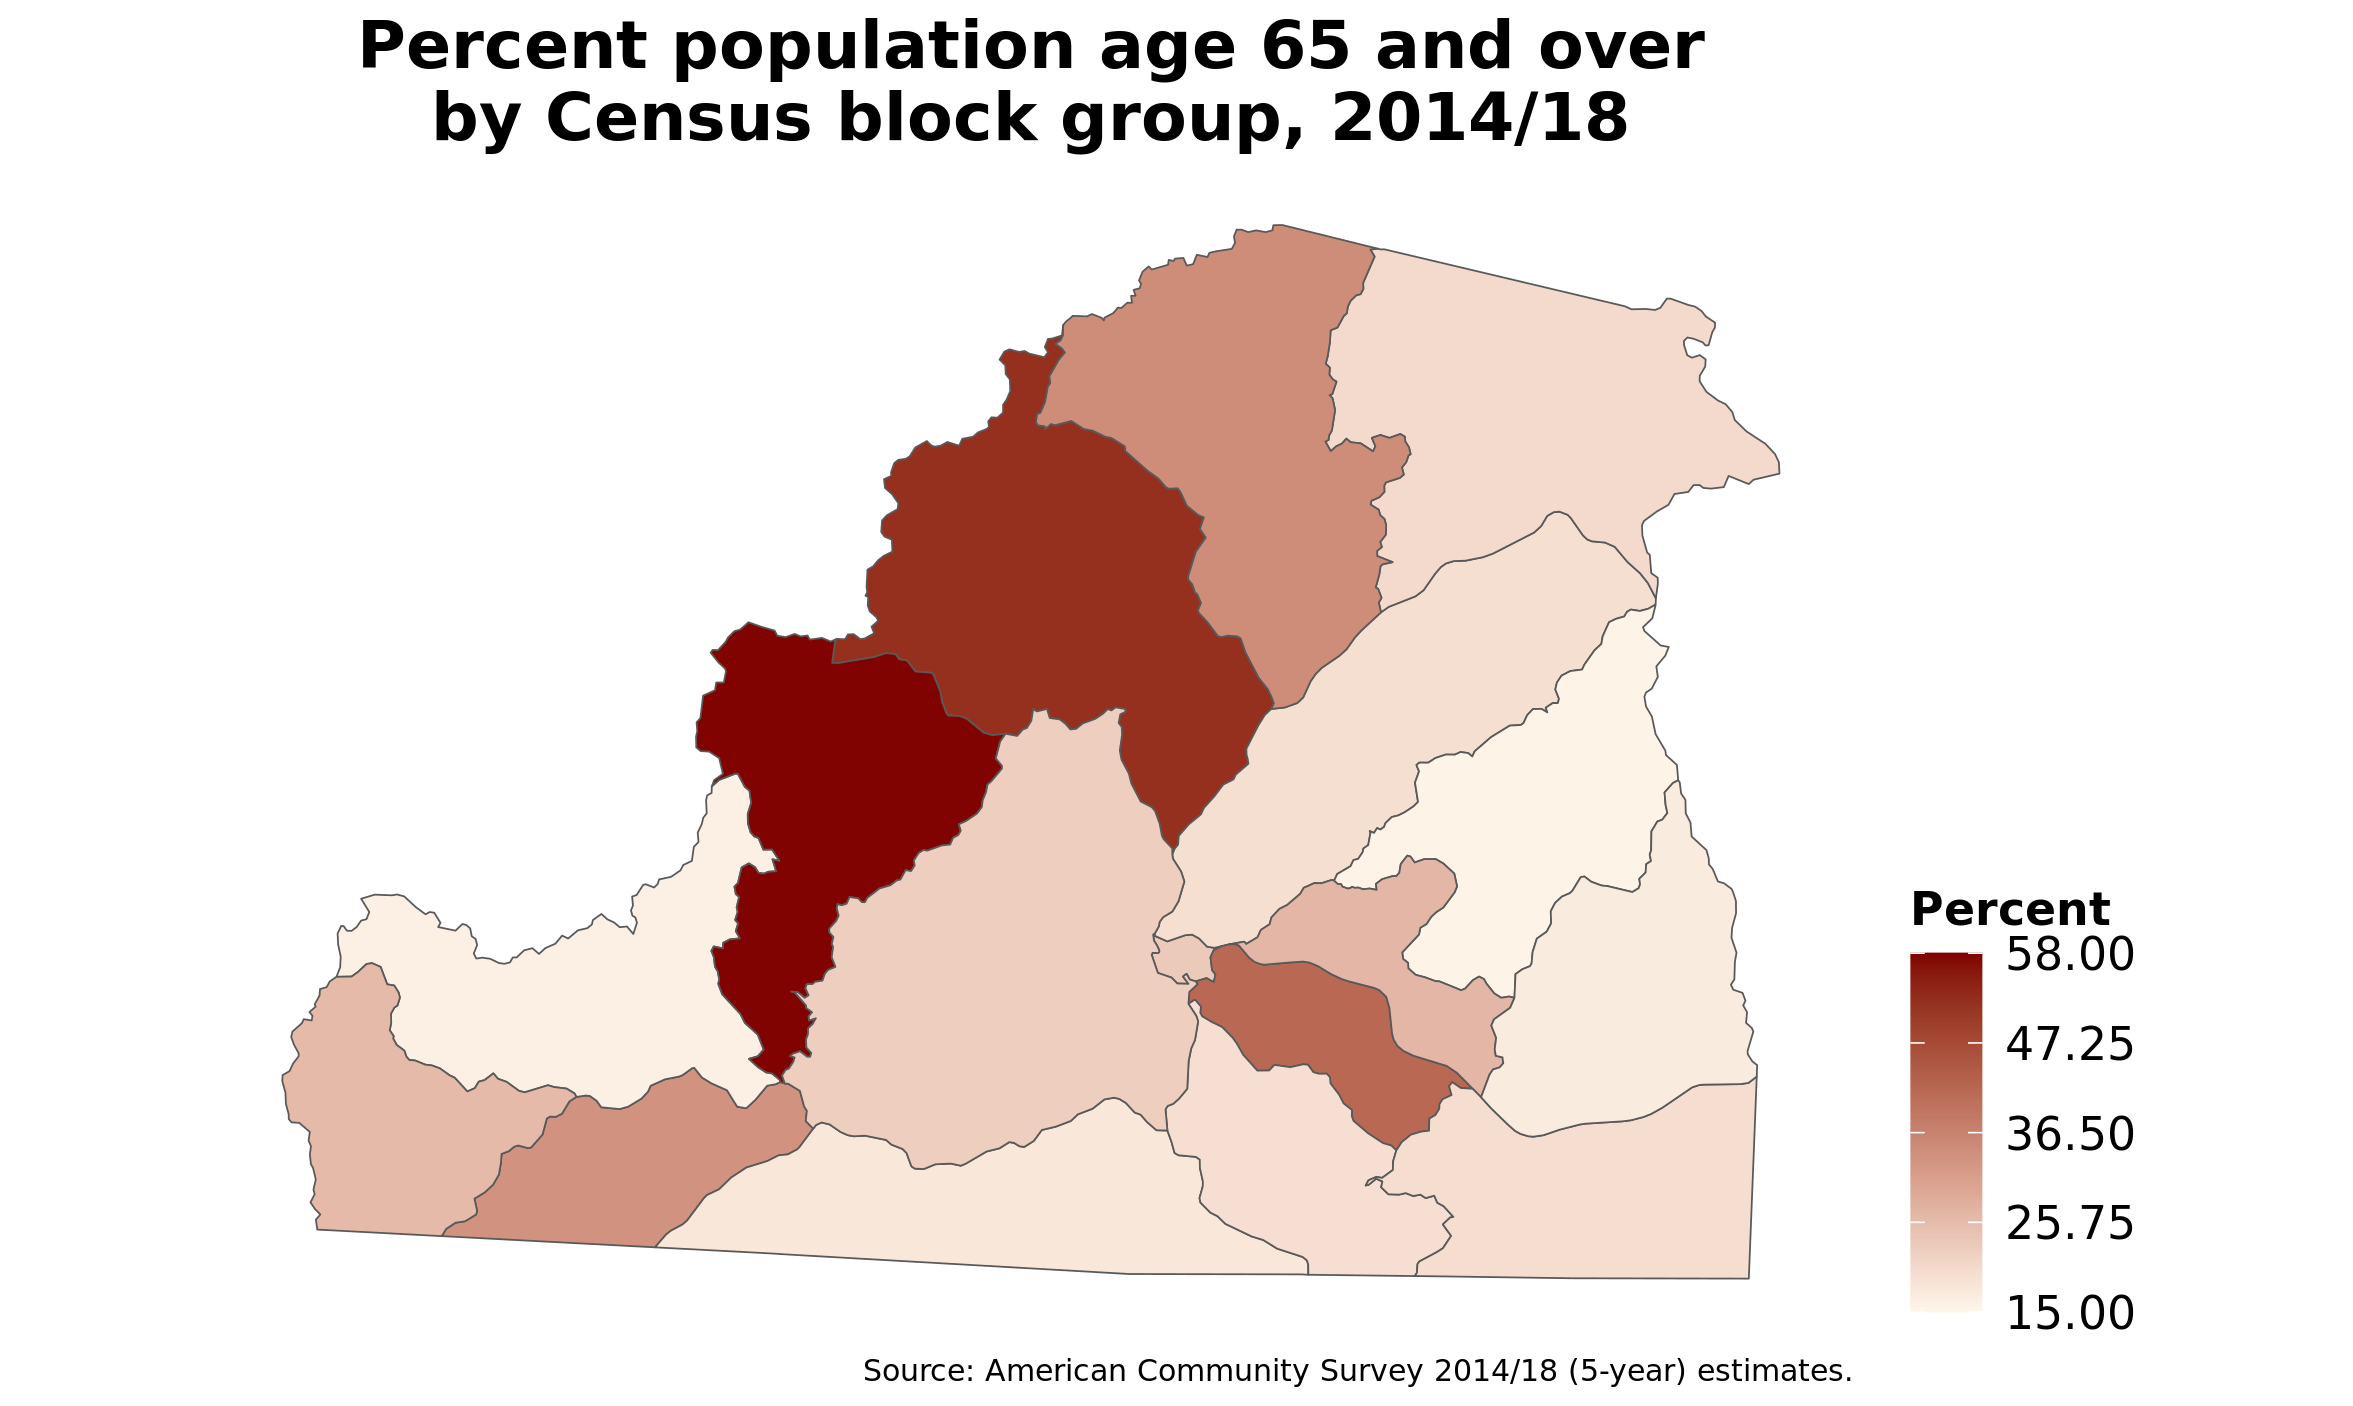 Percent population age 65 and over
by Census block group, 2014/18
Percent
58.00
47.25
36.50
25.75
15.00
Source: American Community Survey 2014/18 (5-year) estimates.